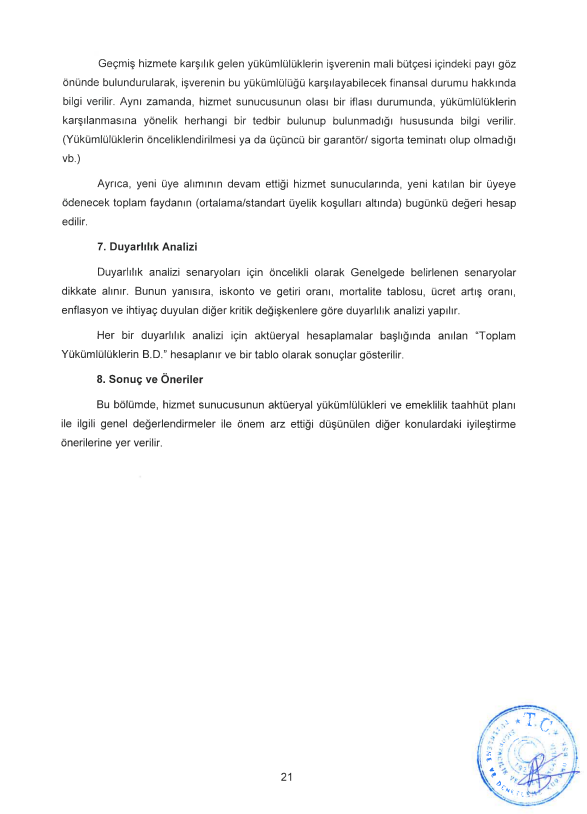 Geçmiş hizmete karşılık gelen yükümlülüklerin işverenin mali bütçesi içindeki payı göz
önünde bulundurularak, işverenin bu yükümlülüğü karşılayabilecek finansal durumu hakkında
bilgi verilir. Aynı zamanda, hizmet sunucusunun olası bir iflası durumunda, yükümlülüklerin
karşılanmasına yönelik herhangi bir tedbir bulunup bulunmadığı hususunda bilgi verilir.
(Yükümlülüklerin önceliklendirilmesi ya da üçüncü bir garantör/ sigorta teminatı olup olmadığı
vb.)
Ayrıca, yeni üye alımının devam ettiği hizmet sunucularında, yeni katılan bir üyeye
ödenecek toplam faydanın (ortalama/standart üyelik koşulları altında) bugünkü değeri hesap
edilir.
7. Duyarlılık Analizi
Duyarlılık analizi senaryoları için öncelikli olarak Genelgede belirlenen senaryolar
dikkate alınır. Bunun yanısıra, iskonto ve getiri oranı, mortalite tablosu, ücret artış oranı,
enflasyon ve ihtiyaç duyulan diğer kritik değişkenlere göre duyarlılık analizi yapılır.
Her bir duyarlılık analizi için aktüeryal hesaplamalar başlığında anılan “Toplam
Yükümlülüklerin B.D.” hesaplanır ve bir tablo olarak sonuçlar gösterilir.
8. Sonuç ve Öneriler
Bu bölümde, hizmet sunucusunun aktüeryal yükümlülükleri ve emeklilik taahhüt planı
ile ilgili genel değerlendirmeler ile önem arz ettiği düşünülen diğer konulardaki iyileştirme
önerilerine yer verilir.
T.C.
21